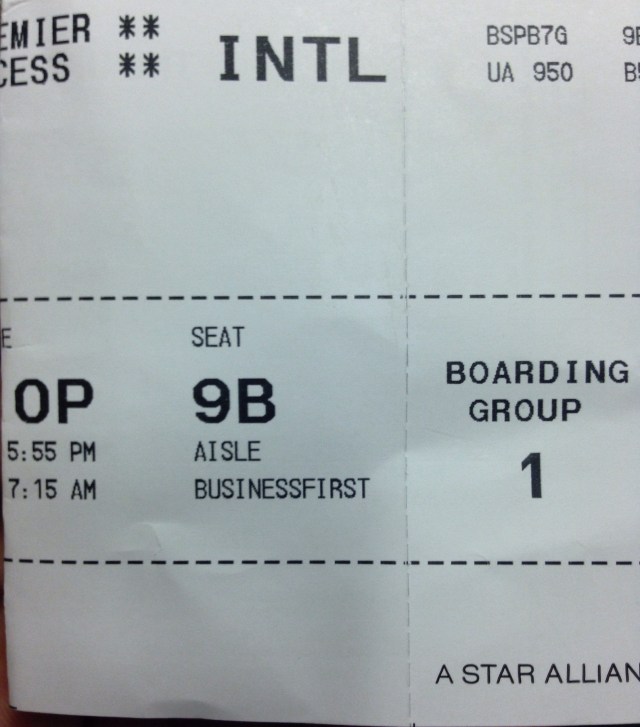 EMIER **
CESS **
INTL
BSPB7G 9B
UA 950
SEAT
0P
9B
5:55 PM
AISLE
7:15 AM
BUSINESSFIRST
BOARDING
GROUP
1
A STAR ALLIAN